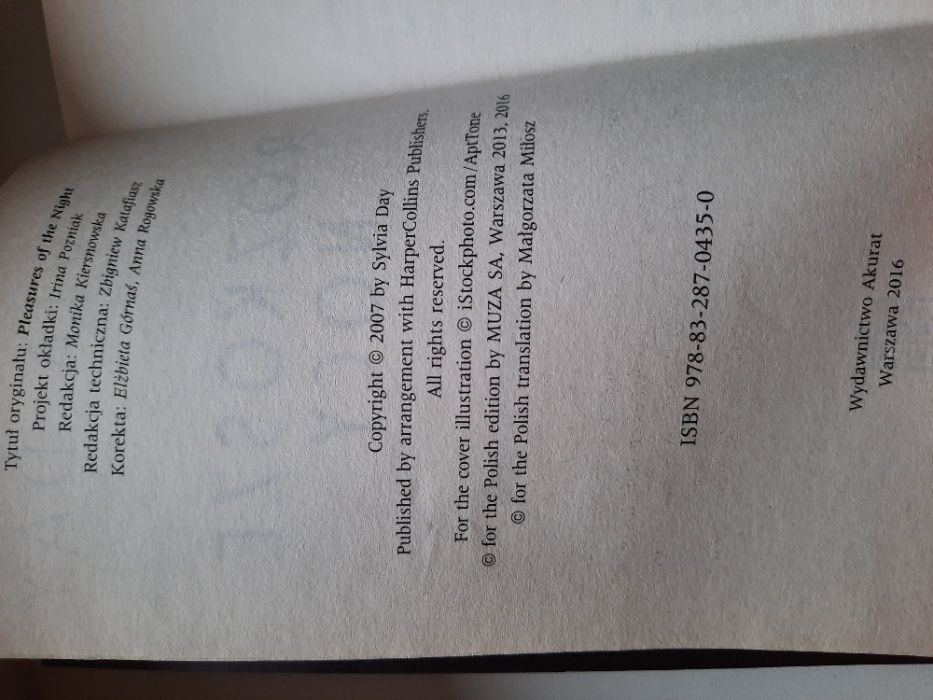 Tytuł oryginału: Pleasures of the Night
Projekt okładki: Irina Pozniak
Redakcja: Monika Kiersnowska
Redakcja techniczna: Zbigniew Katafiasz
Korekta: Elżbieta Górnaś, Anna Rogowska
Copyright © 2007 by Sylvia Day
Published by arrangement with HarperCollins Publishers.
All rights reserved.
For the cover illustration © iStockphoto.com/AptTone
© for the Polish edition by MUZA SA, Warszawa 2013, 2016
© for the Polish translation by Małgorzata Miłosz
ISBN 978-83-287-0435-0
Wydawnictwo Akurat
Warszawa 2016